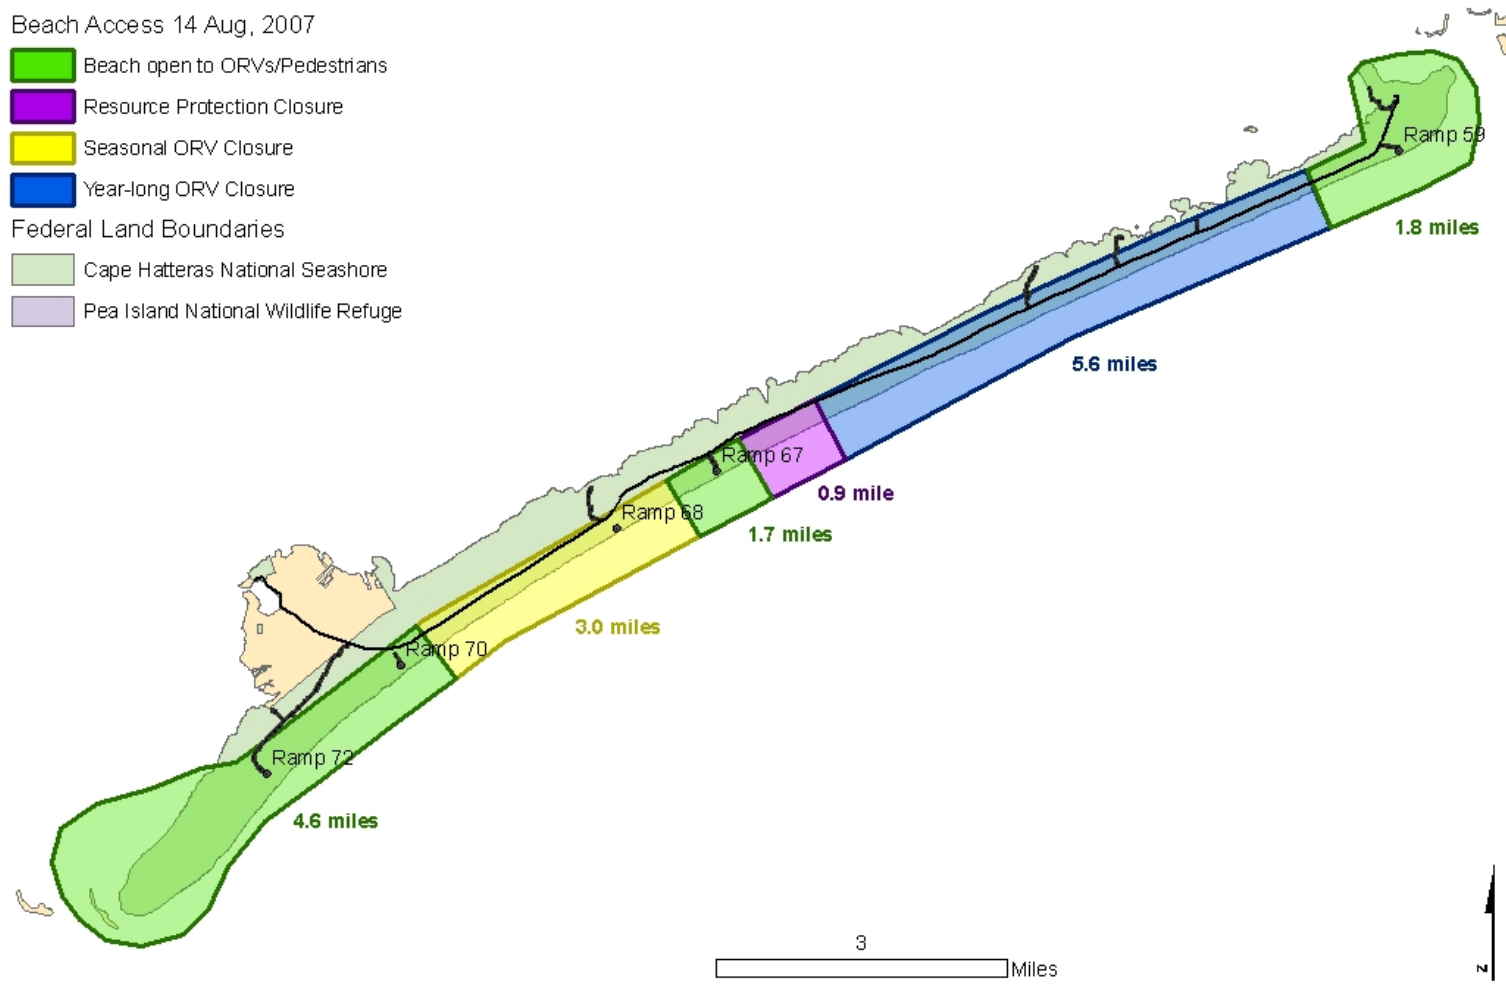 Beach Access 14 Aug, 2007
Beach open to ORVs/Pedestrians
Resource Protection Closure
Seasonal ORV Closure
Year-long ORV Closure
Federal Land Boundaries
Cape Hatteras National Seashore
Pea Island National Wildlife Refuge
Ramp 59
1.8 miles
5.6 miles
Ramp 67
0.9 mile
Ramp 68
1.7 miles
3.0 miles
Ramp 70
Ramp 72
4.6 miles
3
Miles
N